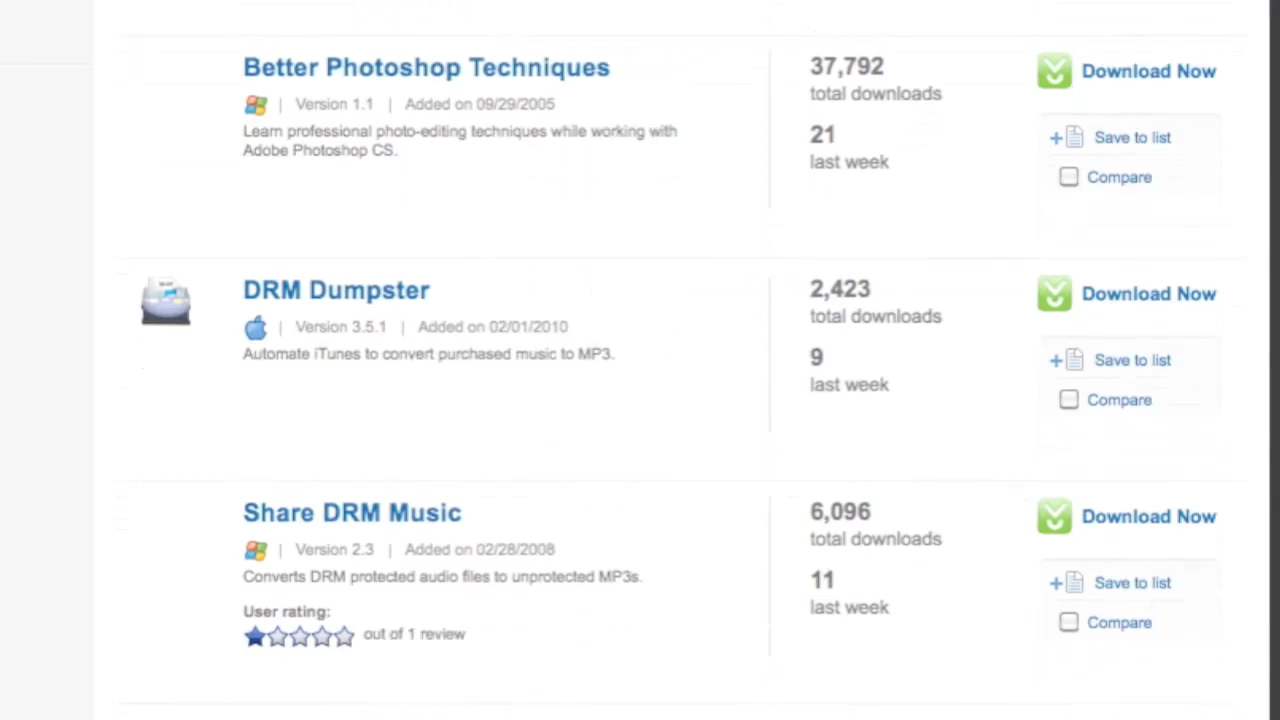 Better Photoshop Techniques
| Version 1.1 | Added on 09/29/2005
Learn professional photo-editing techniques while working with
Adobe Photoshop CS.
37,792
total downloads
21
last week
Download Now
+ Save to list
Compare
DRM Dumpster
| Version 3.5.1 | Added on 02/01/2010
Automate iTunes to convert purchased music to MP3.
2,423
total downloads
9
last week
Download Now
+ Save to list
Compare
Share DRM Music
| Version 2.3 | Added on 02/28/2008
Converts DRM protected audio files to unprotected MP3s.
User rating:
out of 1 review
6,096
total downloads
11
last week
Download Now
+ Save to list
Compare